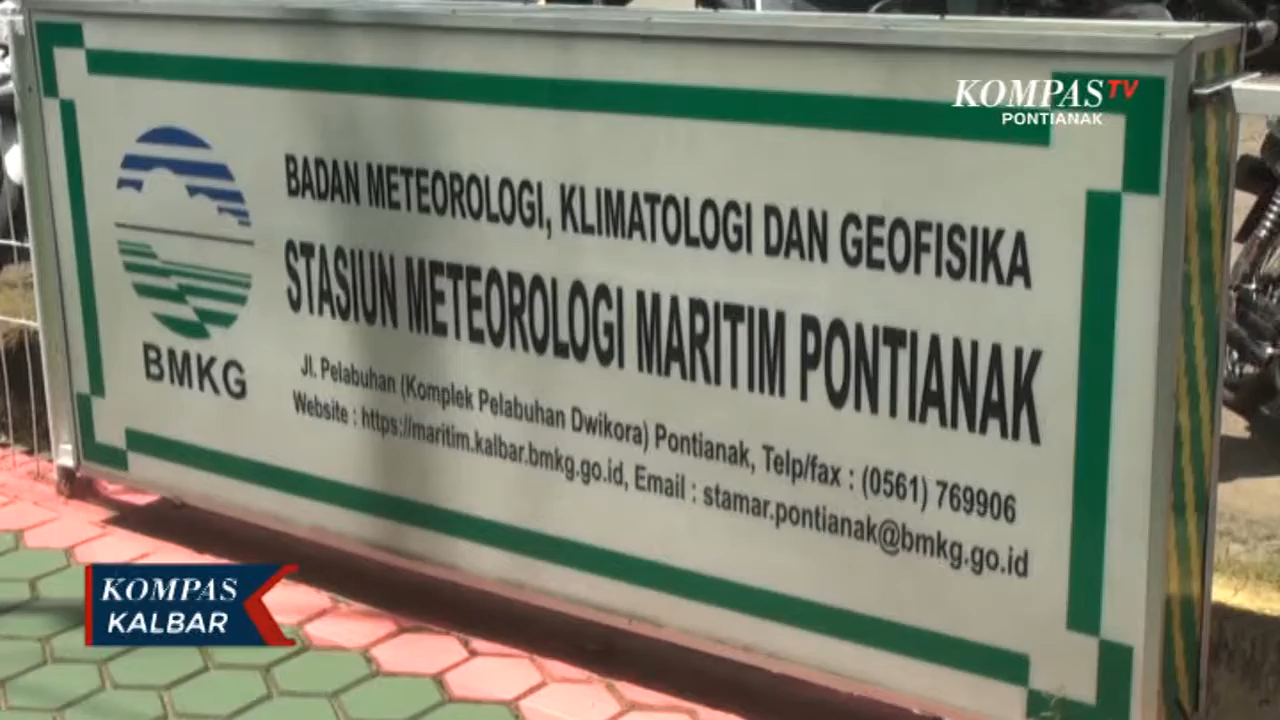 KOMPASTV
PONTIANAK
BADAN METEOROLOGI, KLIMATOLOGI DAN GEOFISIKA
STASIUN METEOROLOGI MARITIM PONTIANAK
BMKG
Jl. Pelabuhan (Komplek Pelabuhan Dwikora) Pontianak, Telp/fax : (0561) 769906
Website : https://maritim.kalbar.bmkg.go.id, Email : stamar.pontianak@bmkg.go.id
KOMPAS
KALBAR